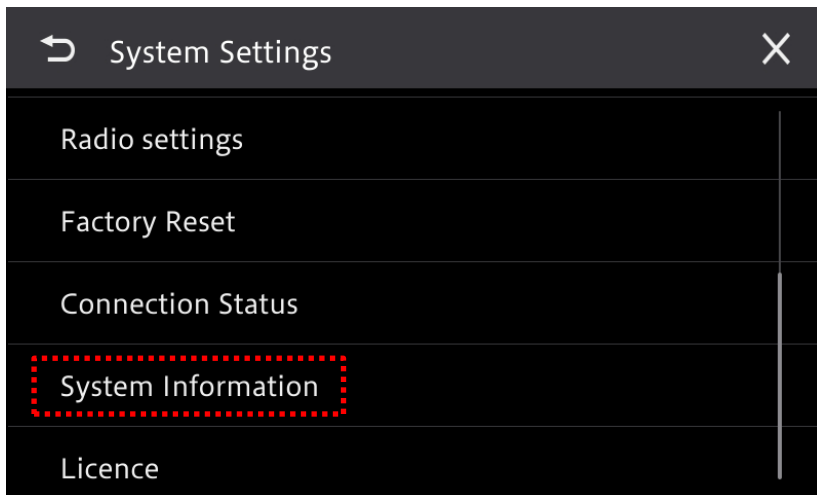 System Settings
Radio settings
Factory Reset
Connection Status
System Information
Licence